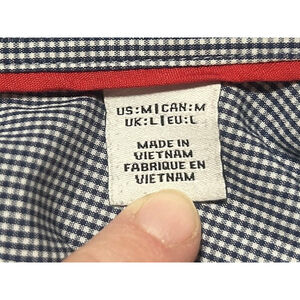 US:M|CAN:M
UK:L|EU:L
MADE IN
VIETNAM
FABRIQUE EN
VIETNAM